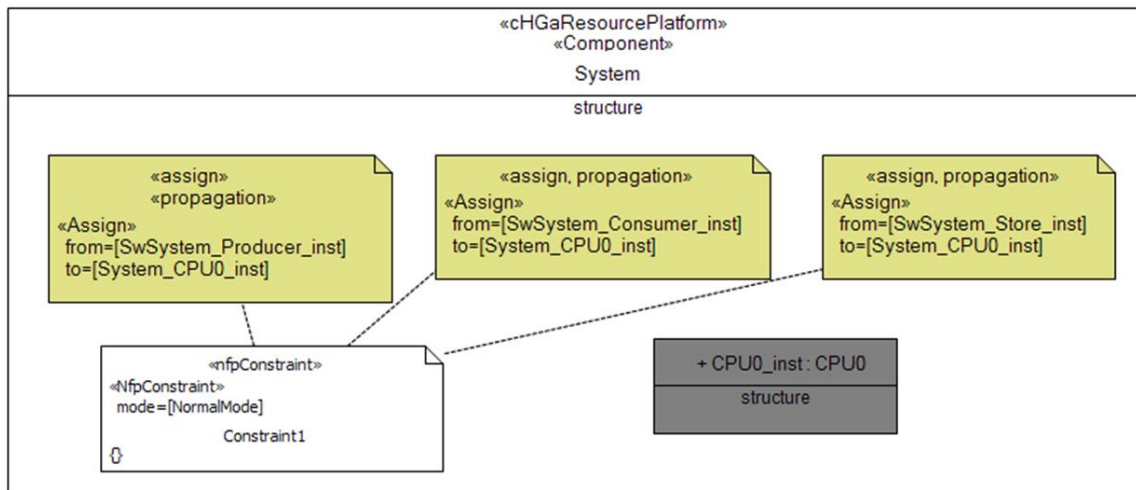 «cHGaResourcePlatform»
«Component»
System
structure
«assign»
«propagation»
«Assign»
from=[SwSystem_Producer_inst]
to=[System_CPU0_inst]
«assign, propagation»
«Assign»
from=[SwSystem_Consumer_inst]
to=[System_CPU0_inst]
«assign, propagation»
«Assign»
from=[SwSystem_Store_inst]
to=[System_CPU0_inst]
«nfpConstraint»
«NfpConstraint»
mode=[NormalMode]
Constraint1
{}
+ CPU0_inst : CPU0
structure